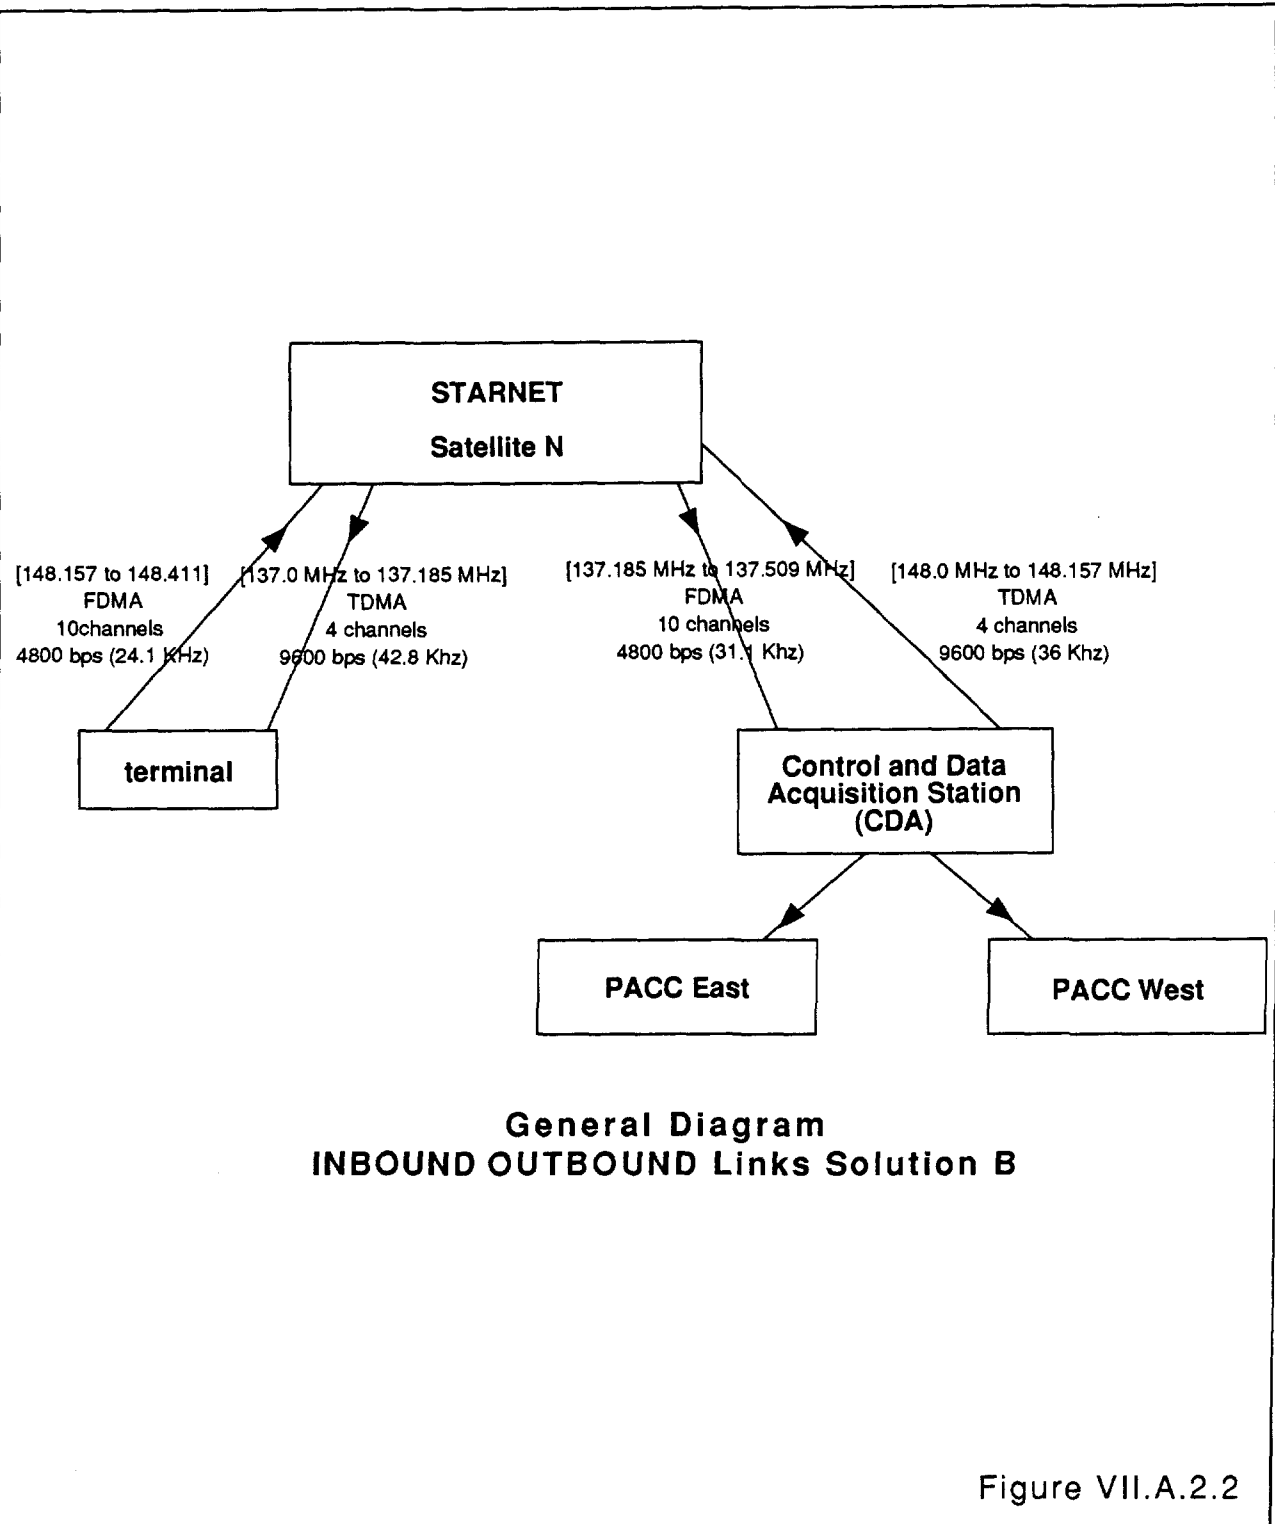 STARNET
Satellite N
[148.157 to 148.411]
FDMA
10channels
4800 bps (24.1 KHz)
[137.0 MHz to 137.185 MHz]
TDMA
4 channels
9600 bps (42.8 Khz)
[137.185 MHz to 137.509 MHz]
FDMA
10 channels
4800 bps (31.1 Khz)
[148.0 MHz to 148.157 MHz]
TDMA
4 channels
9600 bps (36 Khz)
terminal
Control and Data
Acquisition Station
(CDA)
PACC East
PACC West
General Diagram
INBOUND OUTBOUND Links Solution B
Figure VII.A.2.2